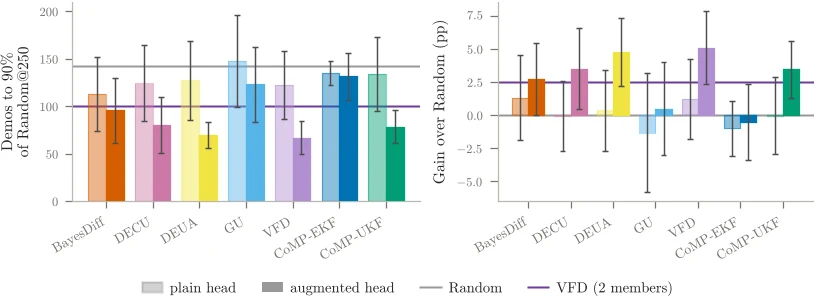 Demos to 90%
of Random@250
200
150
100
50
0
BayesDiff
DECU
DEUA
GU
VFD
CoMP-EKF
CoMP-UKF
Gain over Random (pp)
7.5
5.0
2.5
0.0
−2.5
−5.0
BayesDiff
DECU
DEUA
GU
VFD
CoMP-EKF
CoMP-UKF
plain head
augmented head
Random
VFD (2 members)